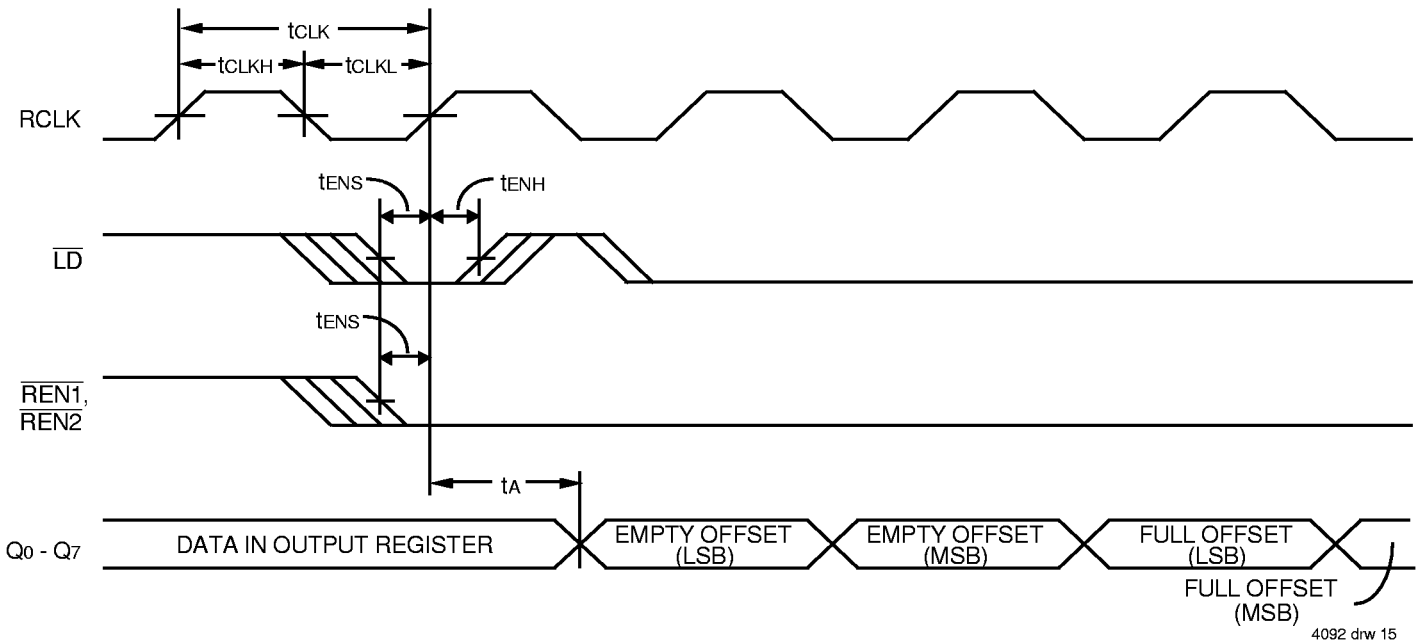 tCLK
tCLKH
tCLKL
RCLK
tENS
tENH
LD
tENS
REN1,
REN2
tA
Q0 - Q7
DATA IN OUTPUT REGISTER
EMPTY OFFSET
(LSB)
EMPTY OFFSET
(MSB)
FULL OFFSET
(LSB)
FULL OFFSET
(MSB)
4092 drw 15